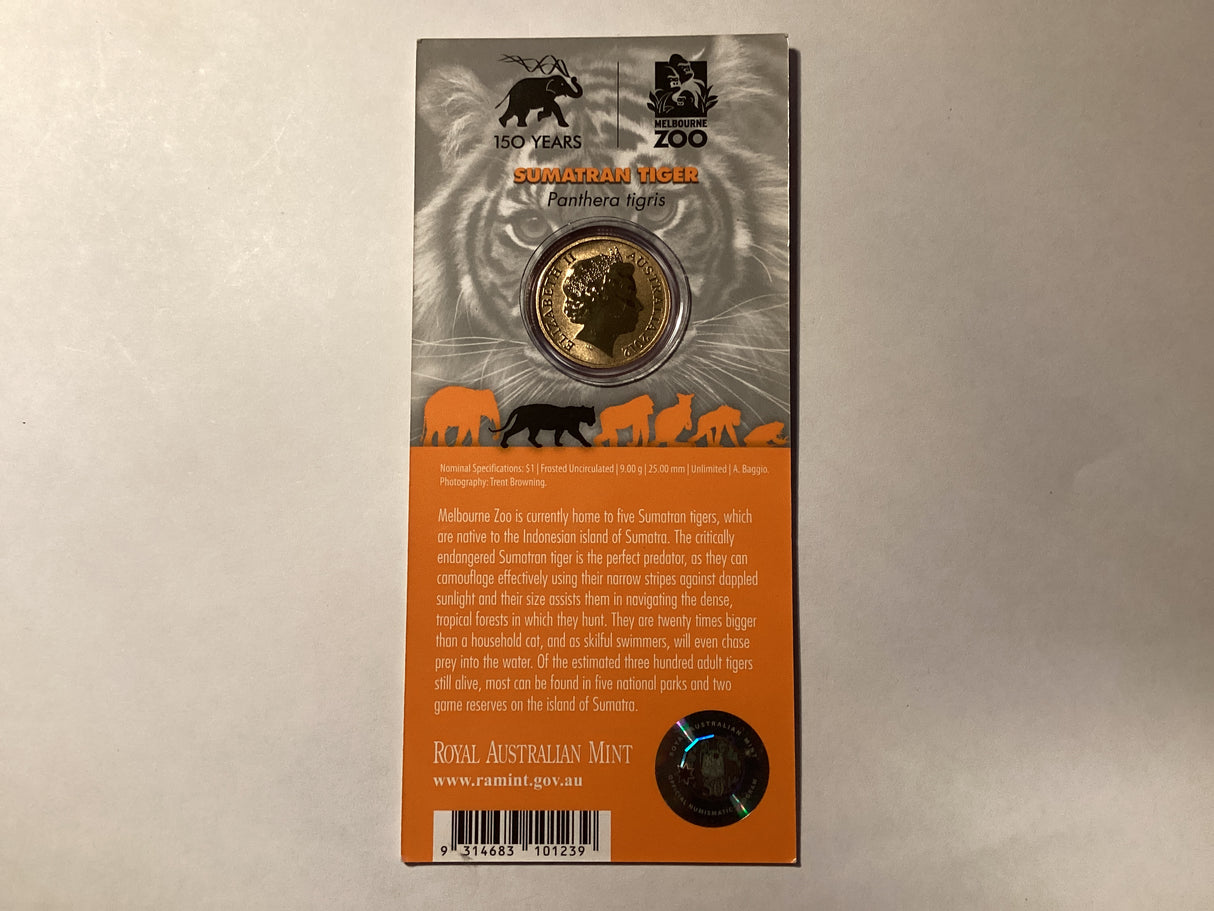 150 YEARS
MELBOURNE
ZOO
SUMATRAN TIGER
Panthera tigris
ELIZABETH II AUSTRALIA 2012
Nominal Specifications: $1 | Frosted Uncirculated | 9.00 g | 25.00 mm | Unlimited | A. Baggio.
Photography: Trent Browning.
Melbourne Zoo is currently home to five Sumatran tigers, which
are native to the Indonesian island of Sumatra. The critically
endangered Sumatran tiger is the perfect predator, as they can
camouflage effectively using their narrow stripes against dappled
sunlight and their size assists them in navigating the dense,
tropical forests in which they hunt. They are twenty times bigger
than a household cat, and as skilful swimmers, will even chase
prey into the water. Of the estimated three hundred adult tigers
still alive, most can be found in five national parks and two
game reserves on the island of Sumatra.
ROYAL AUSTRALIAN MINT
www.ramint.gov.au
ROYAL AUSTRALIAN MINT
OFFICIAL NUMISMATIC PROGRAM
9 314683 101239